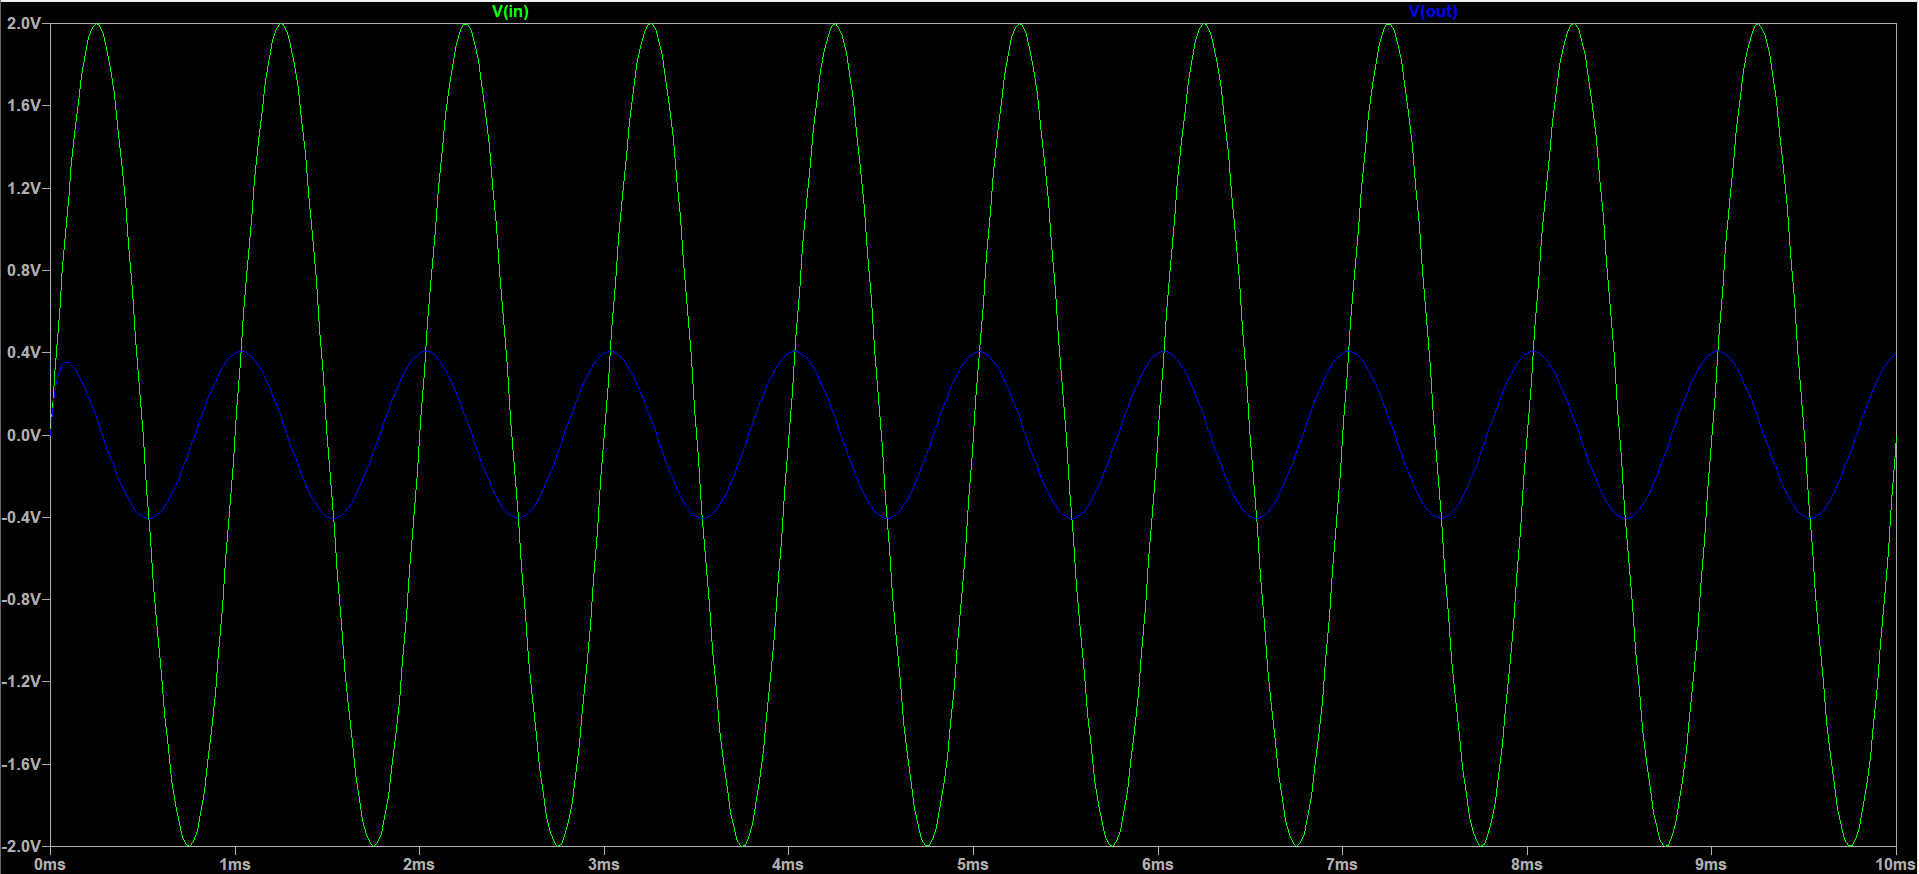 V(in) V(out)
2.0V
1.6V
1.2V
0.8V
0.4V
0.0V
-0.4V
-0.8V
-1.2V
-1.6V
-2.0V
0ms 1ms 2ms 3ms 4ms 5ms 6ms 7ms 8ms 9ms 10ms